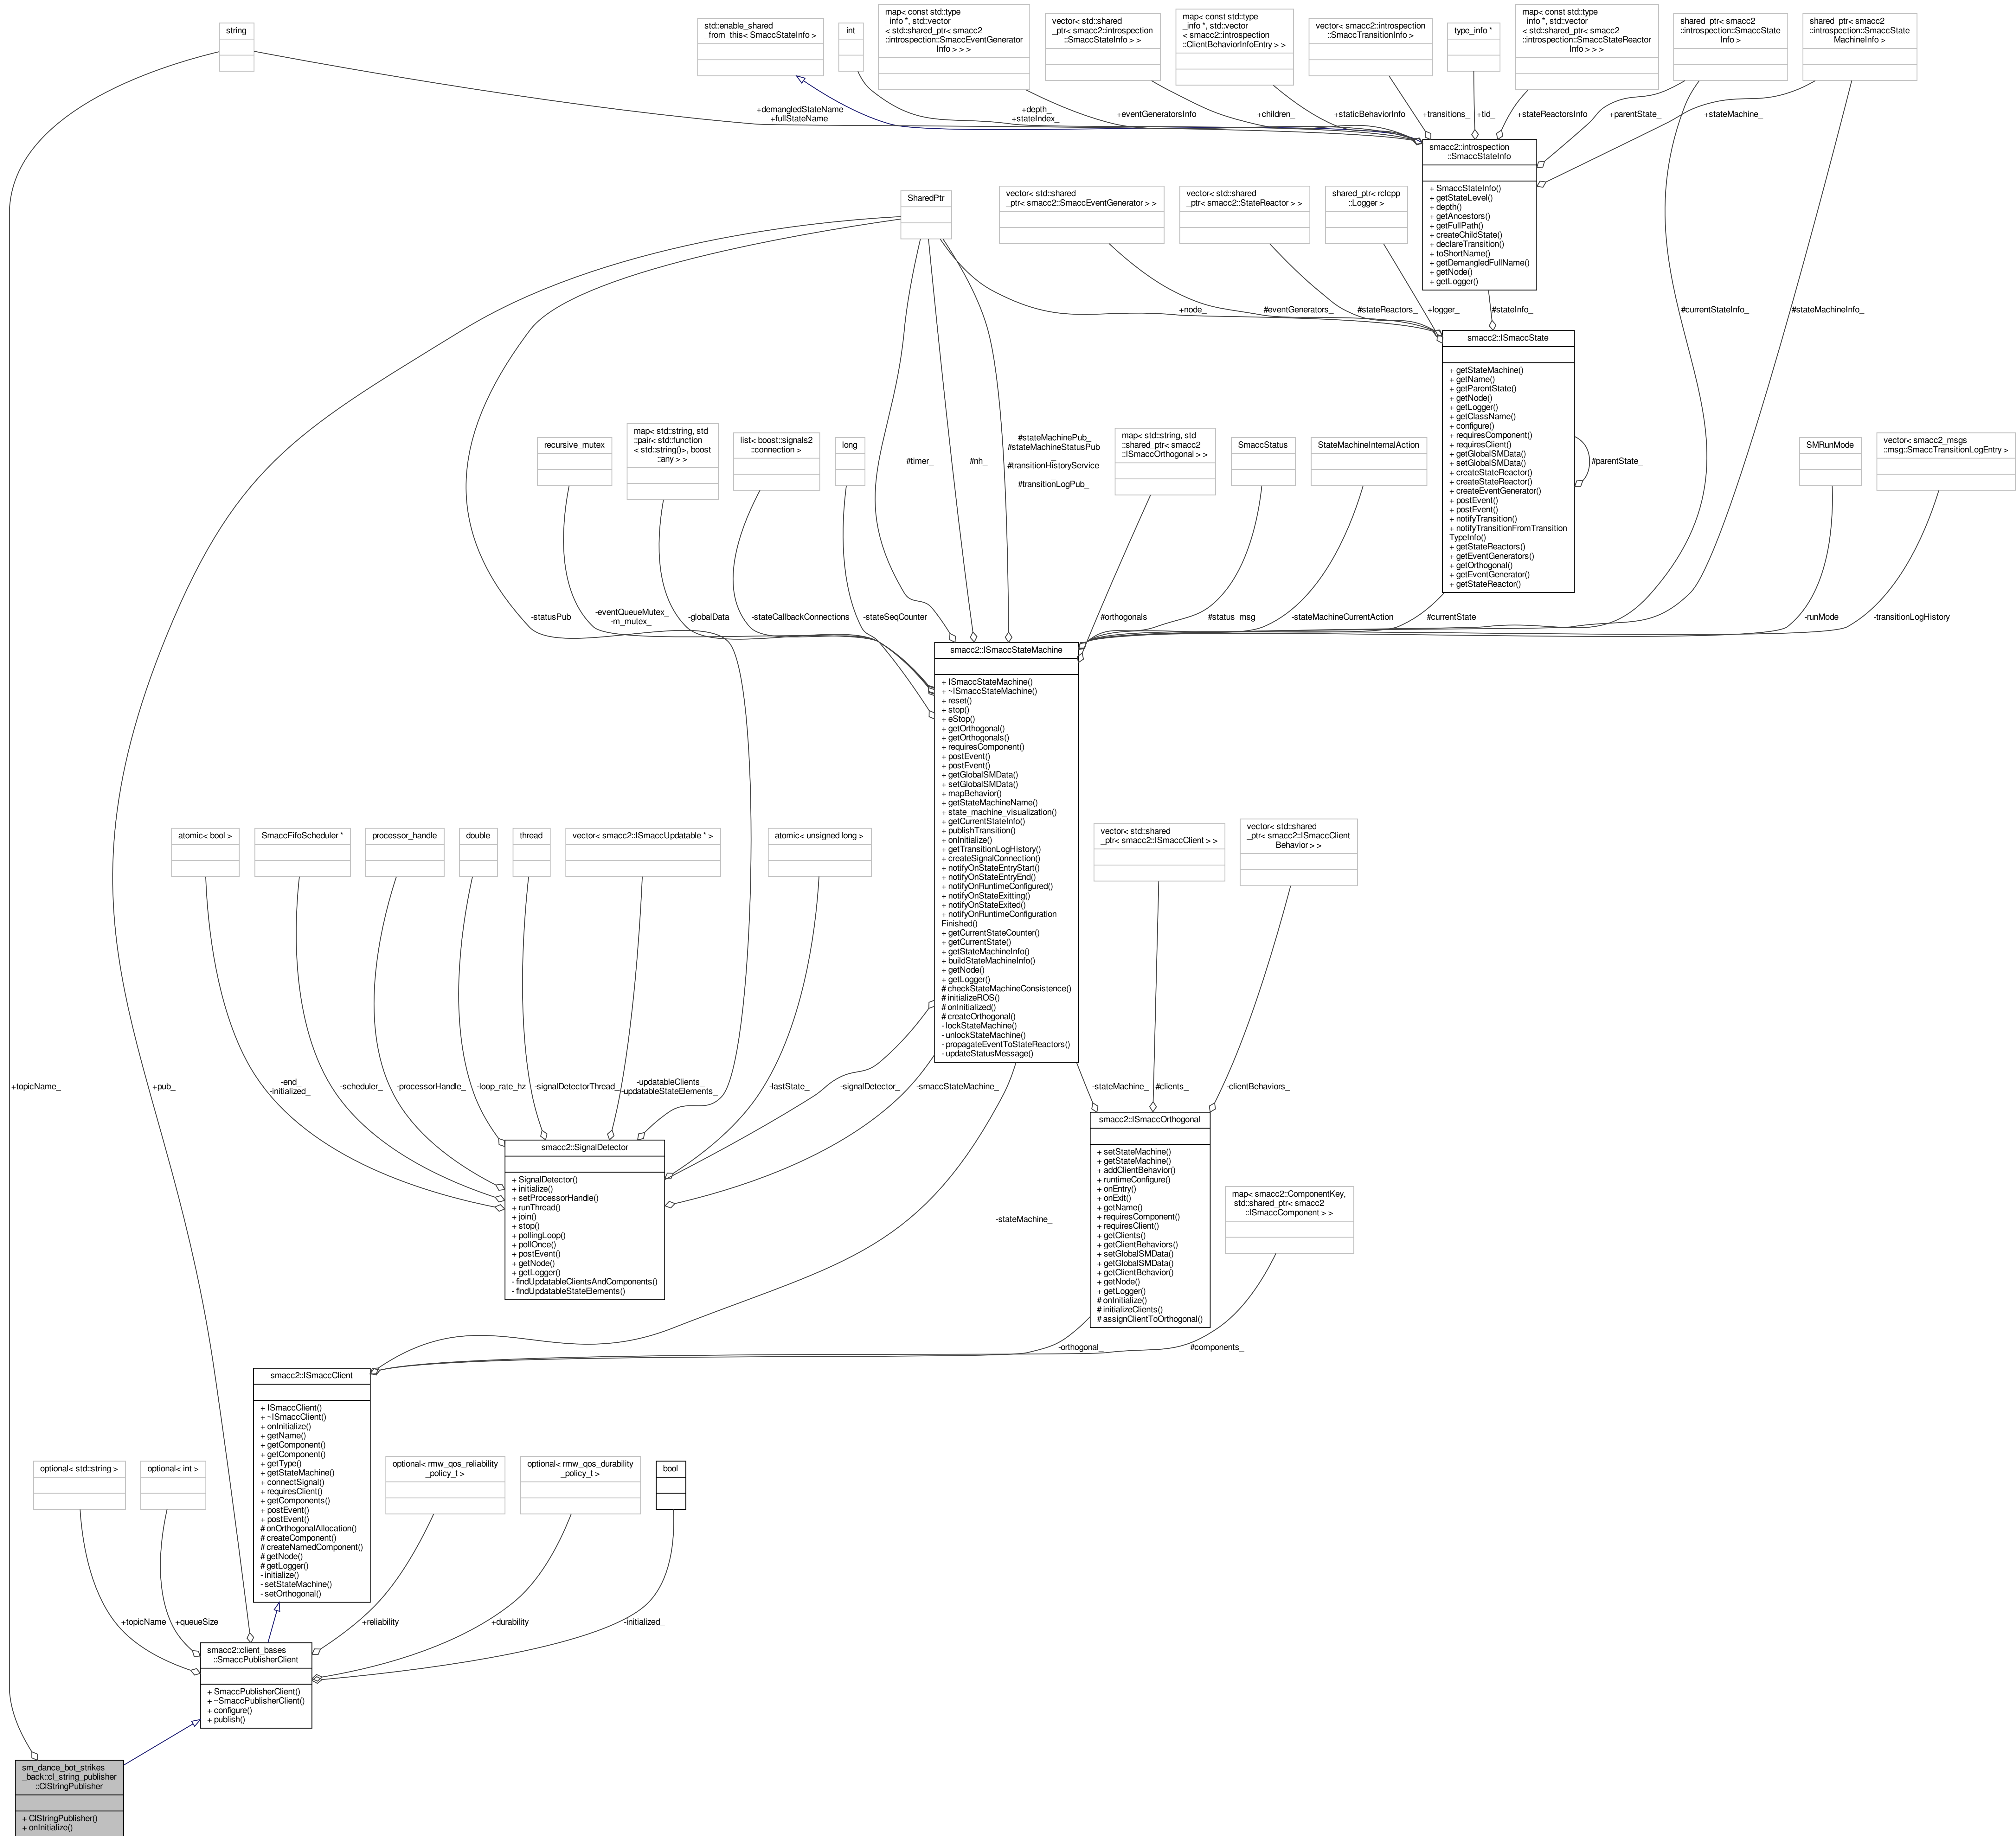 string
std::enable_shared
_from_this< SmaccStateInfo >
int
map< const std::type
_info *, std::vector
< std::shared_ptr< smacc2
::introspection::SmaccEventGenerator
Info > > >
vector< std::shared
_ptr< smacc2::introspection
::SmaccStateInfo > >
map< const std::type
_info *, std::vector
< smacc2::introspection
::ClientBehaviorInfoEntry > >
vector< smacc2::introspection
::SmaccTransitionInfo >
type_info *
map< const std::type
_info *, std::vector
< std::shared_ptr< smacc2
::introspection::SmaccStateReactor
Info > > >
shared_ptr< smacc2
::introspection::SmaccState
Info >
shared_ptr< smacc2
::introspection::SmaccState
MachineInfo >
+demangledStateName
+fullStateName
+depth_
+stateIndex_
+eventGeneratorsInfo
+children_
+staticBehaviorInfo
+transitions_
+tid_
+stateReactorsInfo
+parentState_
+stateMachine_
smacc2::introspection
::SmaccStateInfo
+ SmaccStateInfo()
+ getStateLevel()
+ depth()
+ getAncestors()
+ getFullPath()
+ createChildState()
+ declareTransition()
+ toShortName()
+ getDemangledFullName()
+ getNode()
+ getLogger()
SharedPtr
vector< std::shared
_ptr< smacc2::SmaccEventGenerator > >
vector< std::shared
_ptr< smacc2::StateReactor > >
shared_ptr< rclcpp
::Logger >
+node_
#eventGenerators_
#stateReactors_
+logger_
#stateInfo_
#currentStateInfo_
#stateMachineInfo_
smacc2::ISmaccState
+ getStateMachine()
+ getName()
+ getParentState()
+ getNode()
+ getLogger()
+ getClassName()
+ configure()
+ requiresComponent()
+ requiresClient()
+ getGlobalSMData()
+ setGlobalSMData()
+ createStateReactor()
+ createStateReactor()
+ createEventGenerator()
+ postEvent()
+ postEvent()
+ notifyTransition()
+ notifyTransitionFromTransition
TypeInfo()
+ getStateReactors()
+ getEventGenerators()
+ getOrthogonal()
+ getEventGenerator()
+ getStateReactor()
#parentState_
recursive_mutex
map< std::string, std
::pair< std::function
< std::string()>, boost
::any > >
list< boost::signals2
::connection >
long
#timer_
#nh_
#stateMachinePub_
#stateMachineStatusPub
_
#transitionHistoryService
_
#transitionLogPub_
map< std::string, std
::shared_ptr< smacc2
::ISmaccOrthogonal > >
SmaccStatus
StateMachineInternalAction
SMRunMode
vector< smacc2_msgs
::msg::SmaccTransitionLogEntry >
-statusPub_
-eventQueueMutex_
-m_mutex_
-globalData_
-stateCallbackConnections
-stateSeqCounter_
#orthogonals_
#status_msg_
-stateMachineCurrentAction
#currentState_
-runMode_
-transitionLogHistory_
smacc2::ISmaccStateMachine
+ ISmaccStateMachine()
+ ~ISmaccStateMachine()
+ reset()
+ stop()
+ eStop()
+ getOrthogonal()
+ getOrthogonals()
+ requiresComponent()
+ postEvent()
+ postEvent()
+ getGlobalSMData()
+ setGlobalSMData()
+ mapBehavior()
+ getStateMachineName()
+ state_machine_visualization()
+ getCurrentStateInfo()
+ publishTransition()
+ onInitialize()
+ getTransitionLogHistory()
+ createSignalConnection()
+ notifyOnStateEntryStart()
+ notifyOnStateEntryEnd()
+ notifyOnRuntimeConfigured()
+ notifyOnStateExitting()
+ notifyOnStateExited()
+ notifyOnRuntimeConfiguration
Finished()
+ getCurrentStateCounter()
+ getCurrentState()
+ getStateMachineInfo()
+ buildStateMachineInfo()
+ getNode()
+ getLogger()
# checkStateMachineConsistence()
# initializeROS()
# onInitialized()
# createOrthogonal()
- lockStateMachine()
- unlockStateMachine()
- propagateEventToStateReactors()
- updateStatusMessage()
atomic< bool >
SmaccFifoScheduler *
processor_handle
double
thread
vector< smacc2::ISmaccUpdatable * >
atomic< unsigned long >
vector< std::shared
_ptr< smacc2::ISmaccClient > >
vector< std::shared
_ptr< smacc2::ISmaccClient
Behavior > >
+topicName_
+pub_
-end_
-initialized_
-scheduler_
-processorHandle_
-loop_rate_hz
-signalDetectorThread_
-updatableClients_
-updatableStateElements_
-lastState_
-signalDetector_
-smaccStateMachine_
-stateMachine_
#clients_
-clientBehaviors_
smacc2::SignalDetector
+ SignalDetector()
+ initialize()
+ setProcessorHandle()
+ runThread()
+ join()
+ stop()
+ pollingLoop()
+ pollOnce()
+ postEvent()
+ getNode()
+ getLogger()
- findUpdatableClientsAndComponents()
- findUpdatableStateElements()
smacc2::ISmaccOrthogonal
+ setStateMachine()
+ getStateMachine()
+ addClientBehavior()
+ runtimeConfigure()
+ onEntry()
+ onExit()
+ getName()
+ requiresComponent()
+ requiresClient()
+ getClients()
+ getClientBehaviors()
+ setGlobalSMData()
+ getGlobalSMData()
+ getClientBehavior()
+ getNode()
+ getLogger()
# onInitialize()
# initializeClients()
# assignClientToOrthogonal()
map< smacc2::ComponentKey,
std::shared_ptr< smacc2
::ISmaccComponent > >
-stateMachine_
-orthogonal_
#components_
smacc2::ISmaccClient
+ ISmaccClient()
+ ~ISmaccClient()
+ onInitialize()
+ getName()
+ getComponent()
+ getComponent()
+ getType()
+ getStateMachine()
+ connectSignal()
+ requiresClient()
+ getComponents()
+ postEvent()
+ postEvent()
# onOrthogonalAllocation()
# createComponent()
# createNamedComponent()
# getNode()
# getLogger()
- initialize()
- setStateMachine()
- setOrthogonal()
optional< std::string >
optional< int >
optional< rmw_qos_reliability
_policy_t >
optional< rmw_qos_durability
_policy_t >
bool
+topicName
+queueSize
+reliability
+durability
-initialized_
smacc2::client_bases
::SmaccPublisherClient
+ SmaccPublisherClient()
+ ~SmaccPublisherClient()
+ configure()
+ publish()
sm_dance_bot_strikes
_back::cl_string_publisher
::ClStringPublisher
+ ClStringPublisher()
+ onInitialize()